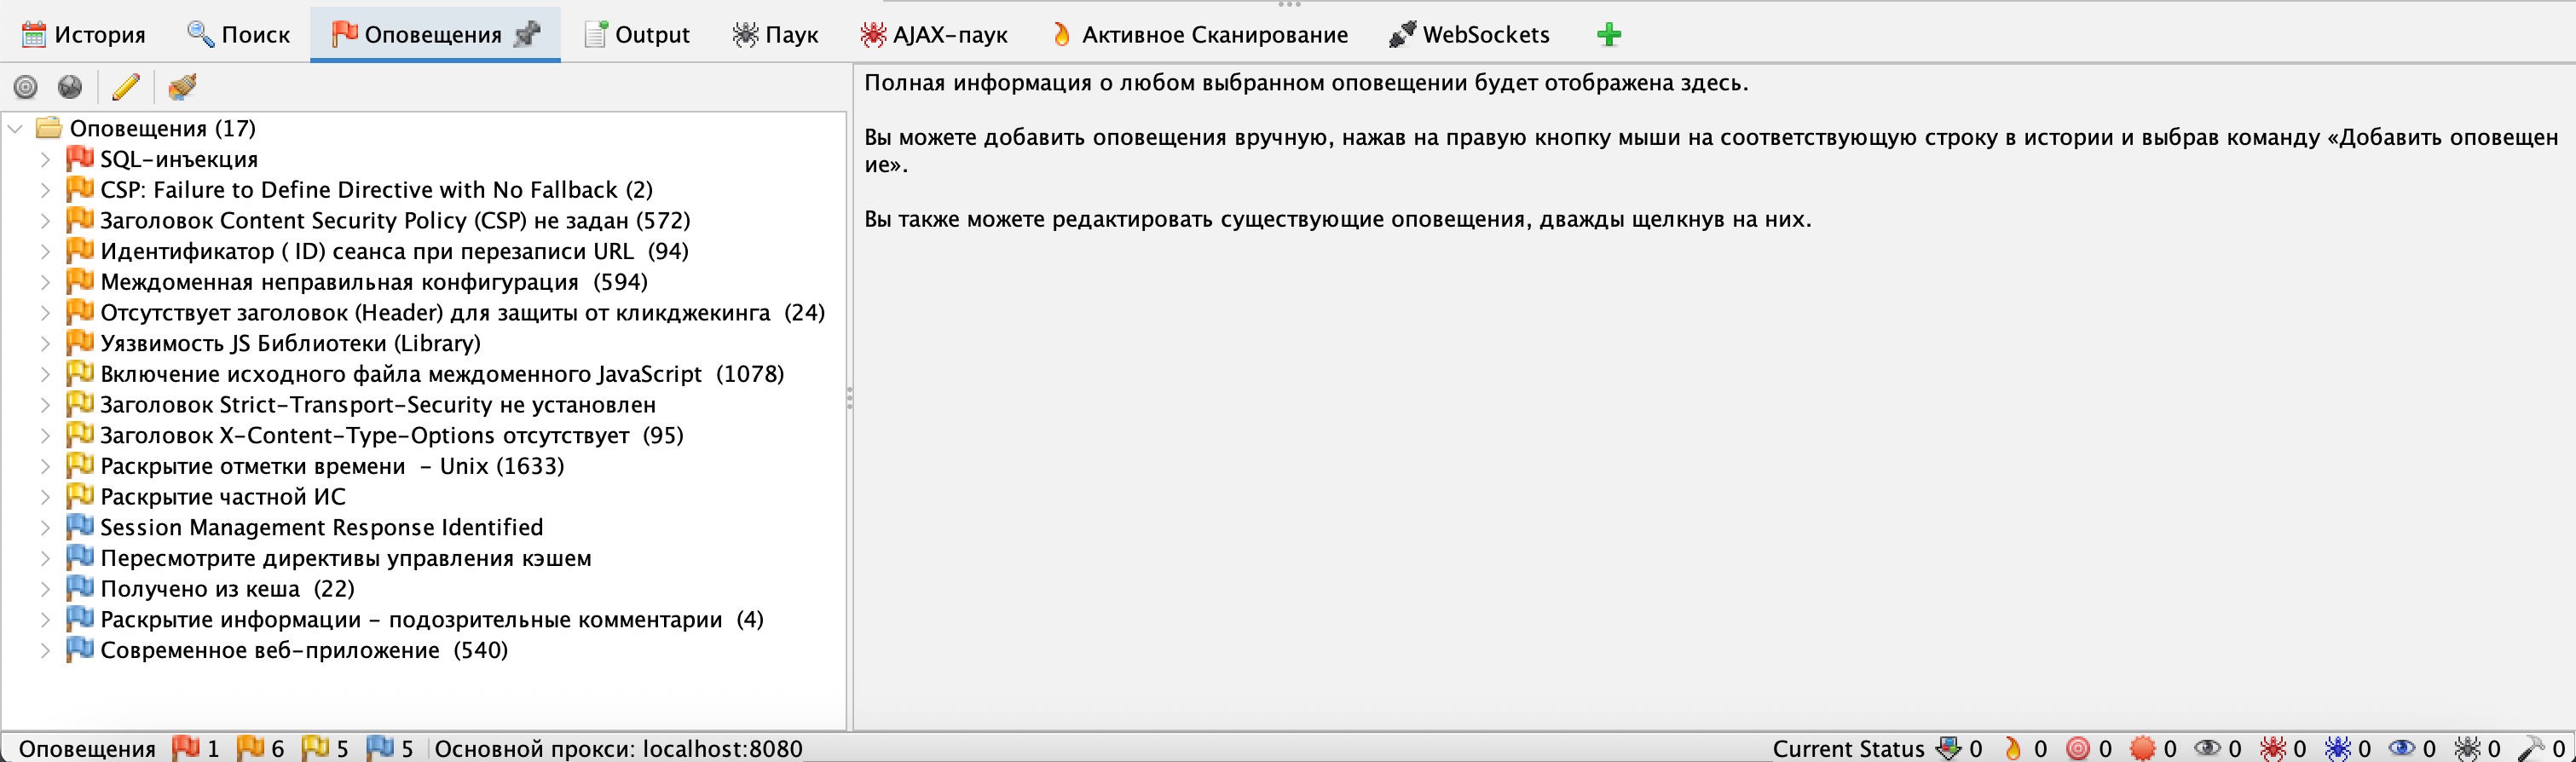 История Поиск Оповещения Output Паук AJAX-паук Активное Сканирование WebSockets
Оповещения (17)
SQL-инъекция
CSP: Failure to Define Directive with No Fallback (2)
Заголовок Content Security Policy (CSP) не задан (572)
Идентификатор ( ID) сеанса при перезаписи URL (94)
Междоменная неправильная конфигурация (594)
Отсутствует заголовок (Header) для защиты от кликджекинга (24)
Уязвимость JS Библиотеки (Library)
Включение исходного файла междоменного JavaScript (1078)
Заголовок Strict-Transport-Security не установлен
Заголовок X-Content-Type-Options отсутствует (95)
Раскрытие отметки времени - Unix (1633)
Раскрытие частной ИС
Session Management Response Identified
Пересмотрите директивы управления кэшем
Получено из кеша (22)
Раскрытие информации - подозрительные комментарии (4)
Современное веб-приложение (540)
Полная информация о любом выбранном оповещении будет отображена здесь.
Вы можете добавить оповещения вручную, нажав на правую кнопку мыши на соответствующую строку в истории и выбрав команду «Добавить оповещен
ие».
Вы также можете редактировать существующие оповещения, дважды щелкнув на них.
Оповещения 1 6 5 5 Основной прокси: localhost:8080 Current Status 0 0 0 0 0 0 0 0 0 0